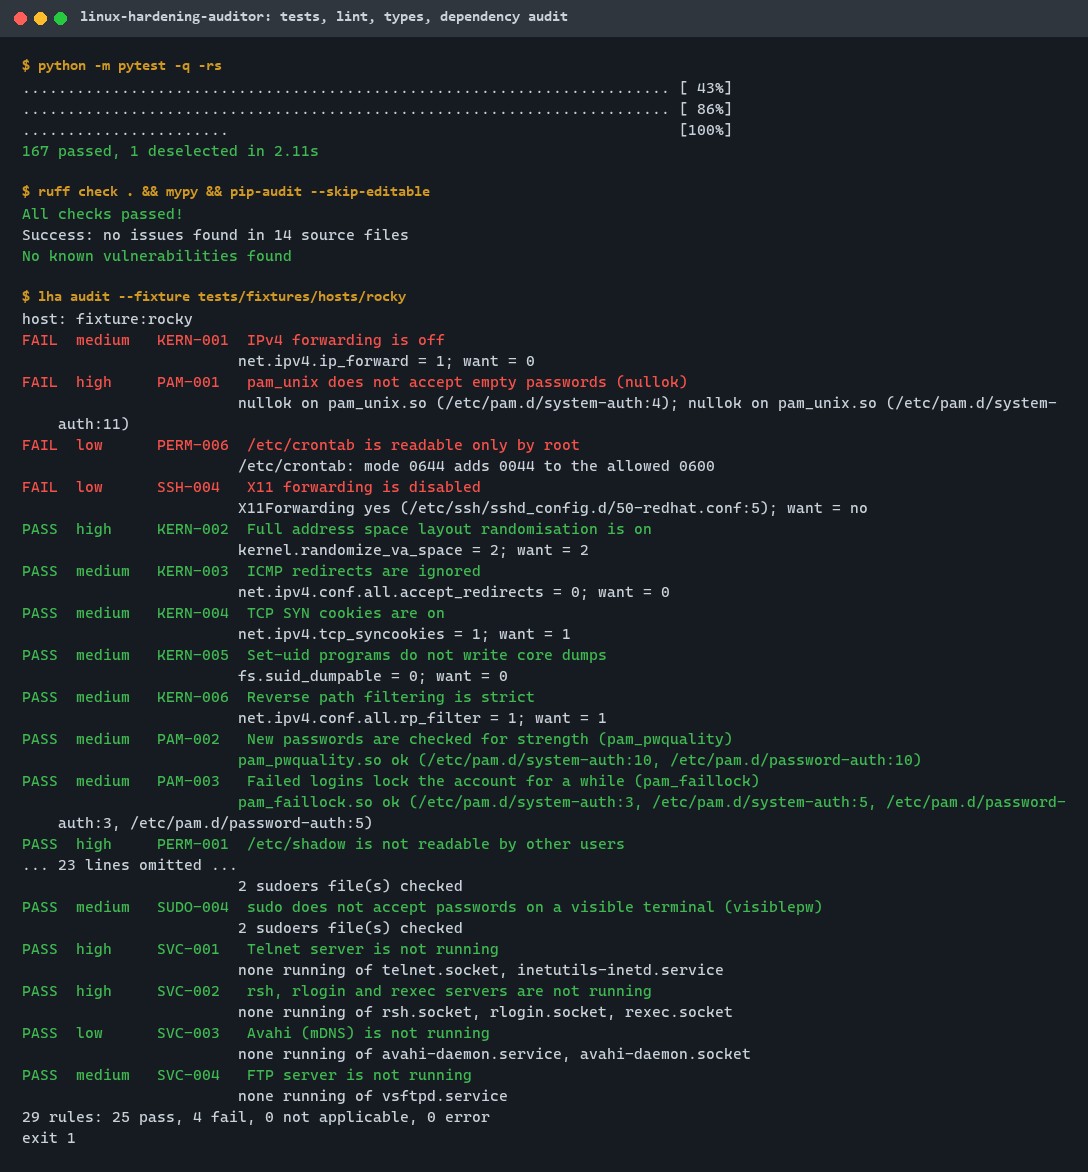 linux-hardening-auditor: tests, lint, types, dependency audit
$ python -m pytest -q -rs
........................................................................ [ 43%]
........................................................................ [ 86%]
.......................                                                  [100%]
167 passed, 1 deselected in 2.11s
$ ruff check . && mypy && pip-audit --skip-editable
All checks passed!
Success: no issues found in 14 source files
No known vulnerabilities found
$ lha audit --fixture tests/fixtures/hosts/rocky
host: fixture:rocky
FAIL  medium   KERN-001  IPv4 forwarding is off
                        net.ipv4.ip_forward = 1; want = 0
FAIL  high     PAM-001   pam_unix does not accept empty passwords (nullok)
                        nullok on pam_unix.so (/etc/pam.d/system-auth:4); nullok on pam_unix.so (/etc/pam.d/system-
    auth:11)
FAIL  low      PERM-006  /etc/crontab is readable only by root
                        /etc/crontab: mode 0644 adds 0044 to the allowed 0600
FAIL  low      SSH-004   X11 forwarding is disabled
                        X11Forwarding yes (/etc/ssh/sshd_config.d/50-redhat.conf:5); want = no
PASS  high     KERN-002  Full address space layout randomisation is on
                        kernel.randomize_va_space = 2; want = 2
PASS  medium   KERN-003  ICMP redirects are ignored
                        net.ipv4.conf.all.accept_redirects = 0; want = 0
PASS  medium   KERN-004  TCP SYN cookies are on
                        net.ipv4.tcp_syncookies = 1; want = 1
PASS  medium   KERN-005  Set-uid programs do not write core dumps
                        fs.suid_dumpable = 0; want = 0
PASS  medium   KERN-006  Reverse path filtering is strict
                        net.ipv4.conf.all.rp_filter = 1; want = 1
PASS  medium   PAM-002   New passwords are checked for strength (pam_pwquality)
                        pam_pwquality.so ok (/etc/pam.d/system-auth:10, /etc/pam.d/password-auth:10)
PASS  medium   PAM-003   Failed logins lock the account for a while (pam_faillock)
                        pam_faillock.so ok (/etc/pam.d/system-auth:3, /etc/pam.d/system-auth:5, /etc/pam.d/password-
    auth:3, /etc/pam.d/password-auth:5)
PASS  high     PERM-001  /etc/shadow is not readable by other users
... 23 lines omitted ...
                        2 sudoers file(s) checked
PASS  medium   SUDO-004  sudo does not accept passwords on a visible terminal (visiblepw)
                        2 sudoers file(s) checked
PASS  high     SVC-001   Telnet server is not running
                        none running of telnet.socket, inetutils-inetd.service
PASS  high     SVC-002   rsh, rlogin and rexec servers are not running
                        none running of rsh.socket, rlogin.socket, rexec.socket
PASS  low      SVC-003   Avahi (mDNS) is not running
                        none running of avahi-daemon.service, avahi-daemon.socket
PASS  medium   SVC-004   FTP server is not running
                        none running of vsftpd.service
29 rules: 25 pass, 4 fail, 0 not applicable, 0 error
exit 1